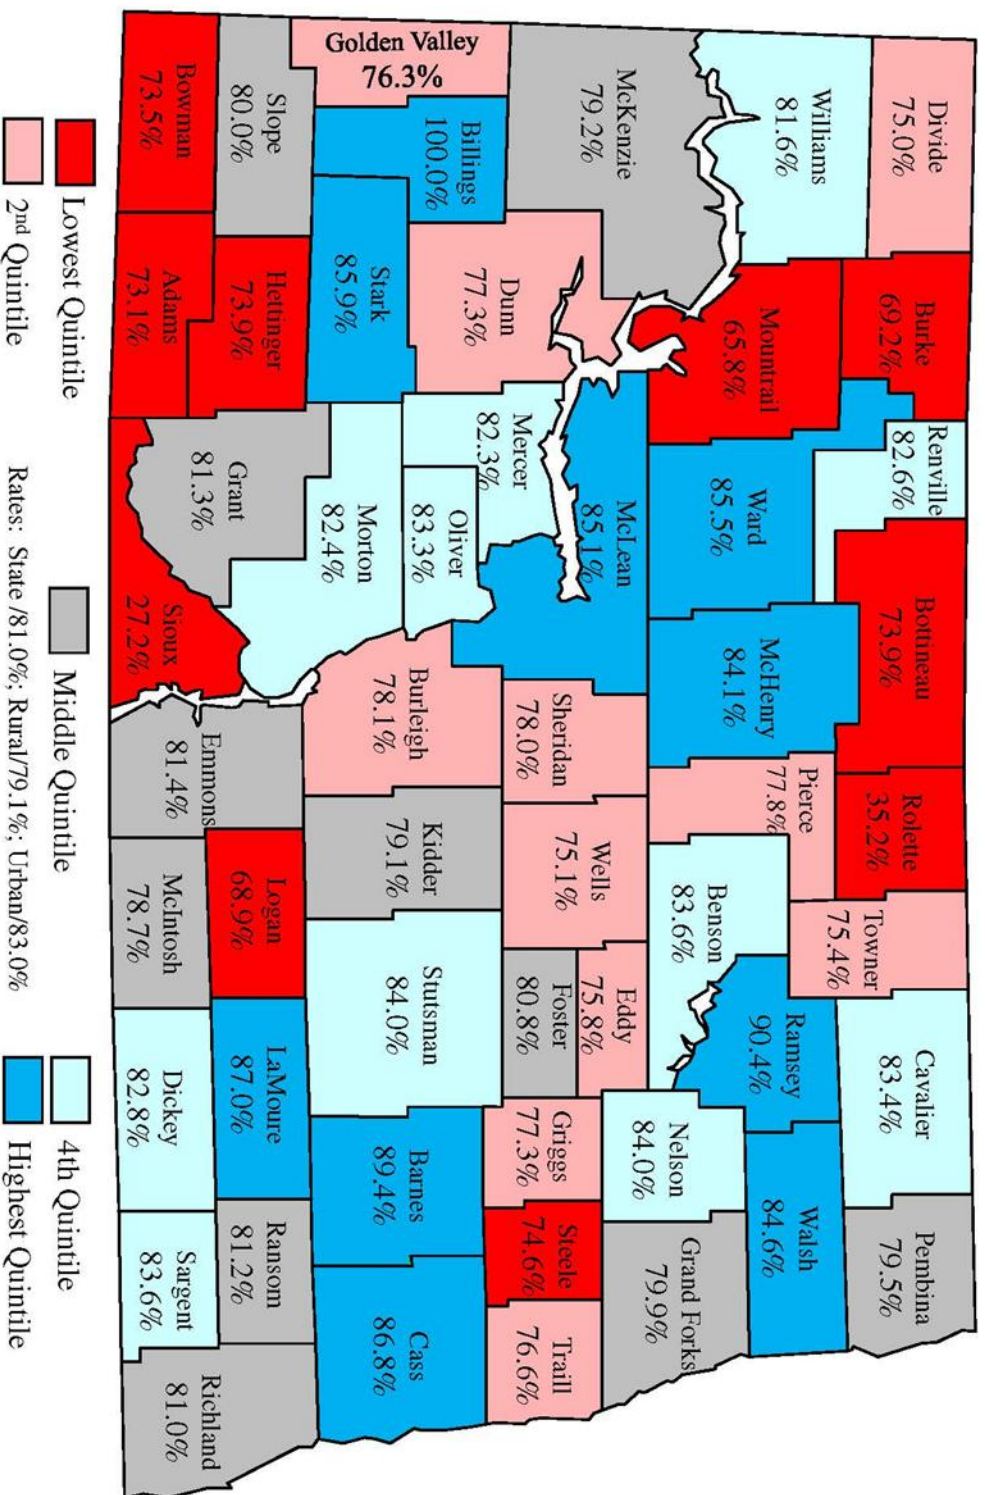 Divide
75.0%
Burke
69.2%
Renville
82.6%
Bottineau
73.9%
Rolette
35.2%
Towner
75.4%
Cavalier
83.4%
Pembina
79.5%
Williams
81.6%
Mountrail
65.8%
Ward
85.5%
McHenry
84.1%
Pierce
77.8%
Benson
83.6%
Ramsey
90.4%
Walsh
84.6%
Nelson
84.0%
Grand Forks
79.9%
McKenzie
79.2%
McLean
85.1%
Sheridan
78.0%
Wells
75.1%
Eddy
75.8%
Foster
80.8%
Griggs
77.3%
Steele
74.6%
Traill
76.6%
Golden Valley
76.3%
Billings
100.0%
Dunn
77.3%
Mercer
82.3%
Oliver
83.3%
Burleigh
78.1%
Kidder
79.1%
Stutsman
84.0%
Barnes
89.4%
Cass
86.8%
Stark
85.9%
Morton
82.4%
Slope
80.0%
Hettinger
73.9%
Grant
81.3%
Emmons
81.4%
Logan
68.9%
LaMoure
87.0%
Ransom
81.2%
Richland
81.0%
Bowman
73.5%
Adams
73.1%
Sioux
27.2%
McIntosh
78.7%
Dickey
82.8%
Sargent
83.6%
Lowest Quintile
Middle Quintile
4th Quintile
2nd Quintile
Rates: State /81.0%; Rural/79.1%; Urban/83.0%
Highest Quintile